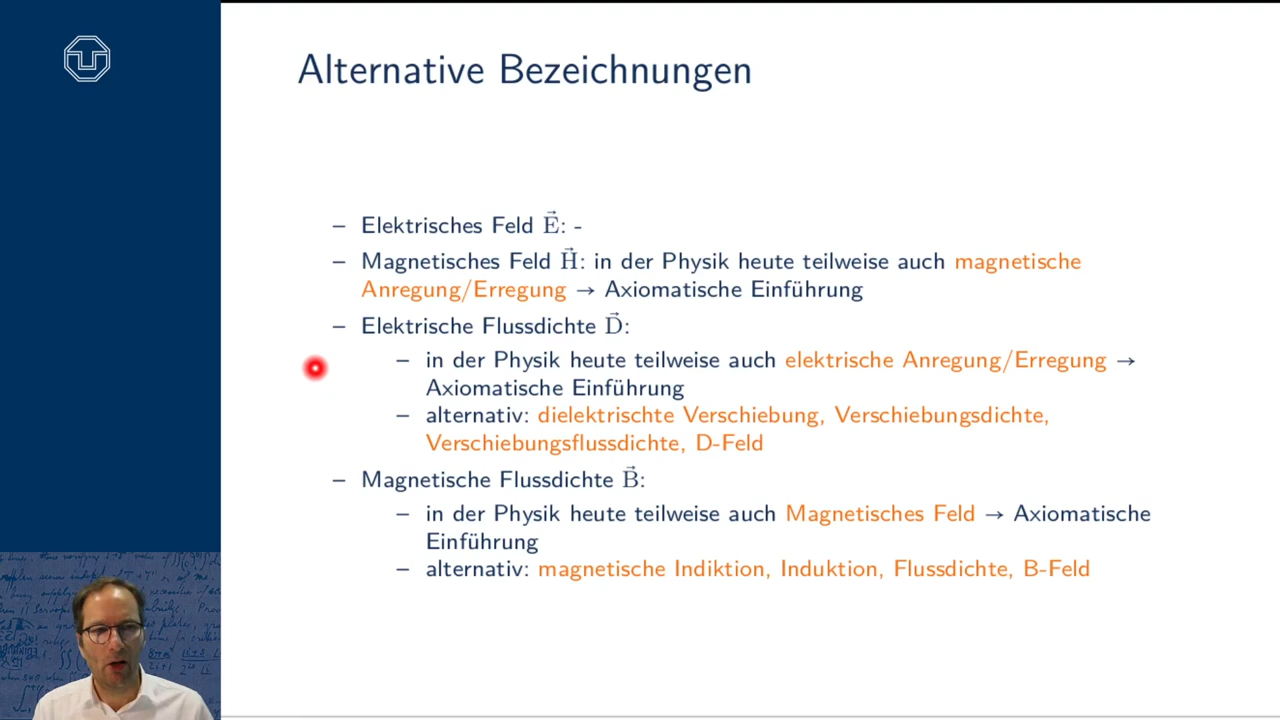 Alternative Bezeichnungen
– Elektrisches Feld E⃗: -
– Magnetisches Feld H⃗: in der Physik heute teilweise auch magnetische
Anregung/Erregung → Axiomatische Einführung
– Elektrische Flussdichte D⃗:
– in der Physik heute teilweise auch elektrische Anregung/Erregung →
Axiomatische Einführung
– alternativ: dielektrischte Verschiebung, Verschiebungsdichte,
Verschiebungsflussdichte, D-Feld
– Magnetische Flussdichte B⃗:
– in der Physik heute teilweise auch Magnetisches Feld → Axiomatische
Einführung
– alternativ: magnetische Indiktion, Induktion, Flussdichte, B-Feld